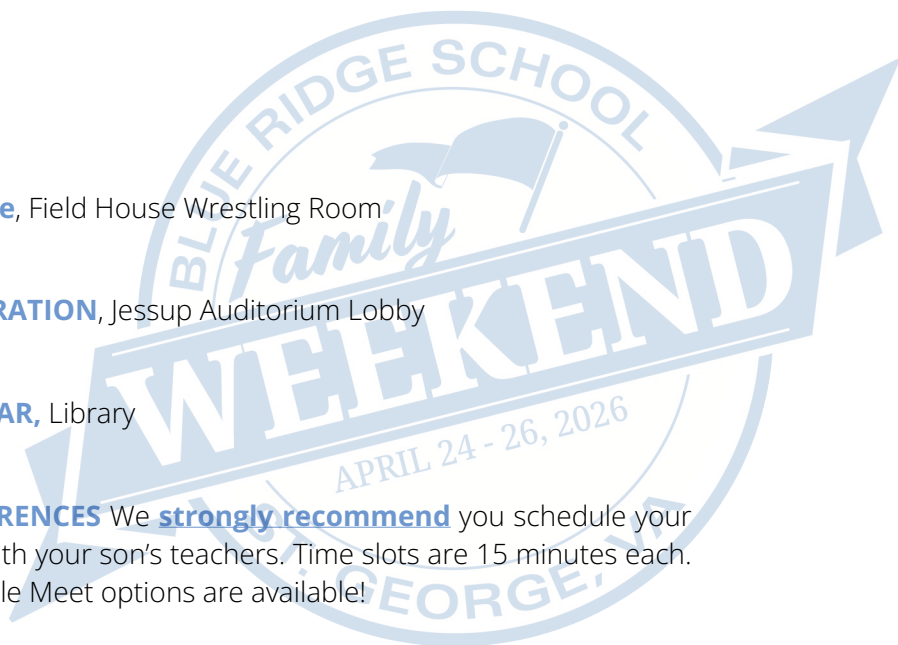 BLUE RIDGE SCHOOL
Family
WEEKEND
APRIL 24 - 26, 2026
ST. GEORGE, VA
e, Field House Wrestling Room
RATION, Jessup Auditorium Lobby
AR, Library
RENCES We strongly recommend you schedule your
th your son’s teachers. Time slots are 15 minutes each.
le Meet options are available!